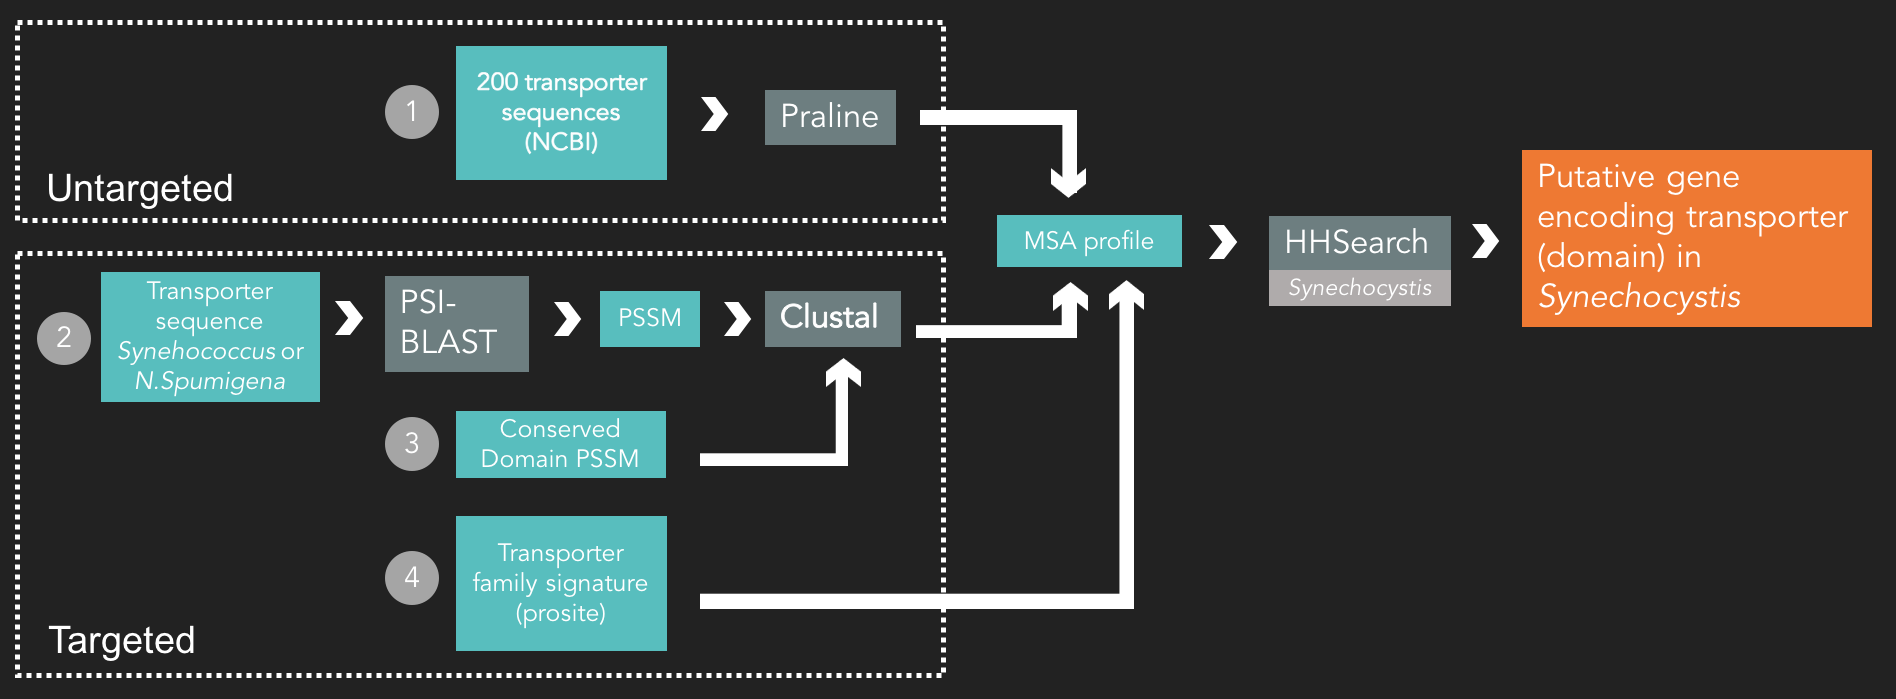 1
200 transporter
sequences
(NCBI)
Praline
Untargeted
2
Transporter
sequence
Synehococcus or
N.Spumigena
PSI-
BLAST
PSSM
Clustal
3
Conserved
Domain PSSM
4
Transporter
family signature
(prosite)
Targeted
MSA profile
HHSearch
Synechocystis
Putative gene
encoding transporter
(domain) in
Synechocystis